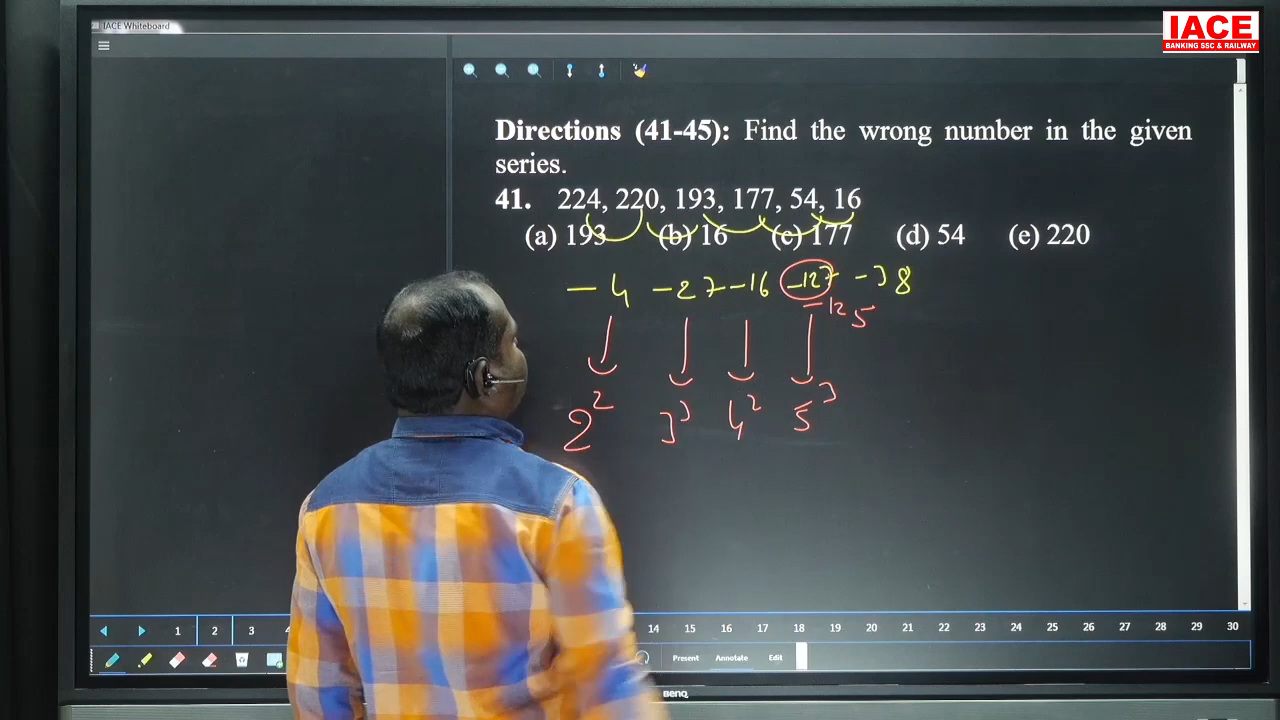 IACE Whiteboard
IACE
BANKING SSC & RAILWAY
Directions (41-45): Find the wrong number in the given
series.
41. 224, 220, 193, 177, 54, 16
(a) 193 (b) 16 (c) 177 (d) 54 (e) 220
-4 -27 -16 -127 -38
-125
2² 3³ 4² 5³
1 2 3 4 14 15 16 17 18 19 20 21 22 23 24 25 26 27 28 29 30
Present Annotate Edit
BenQ